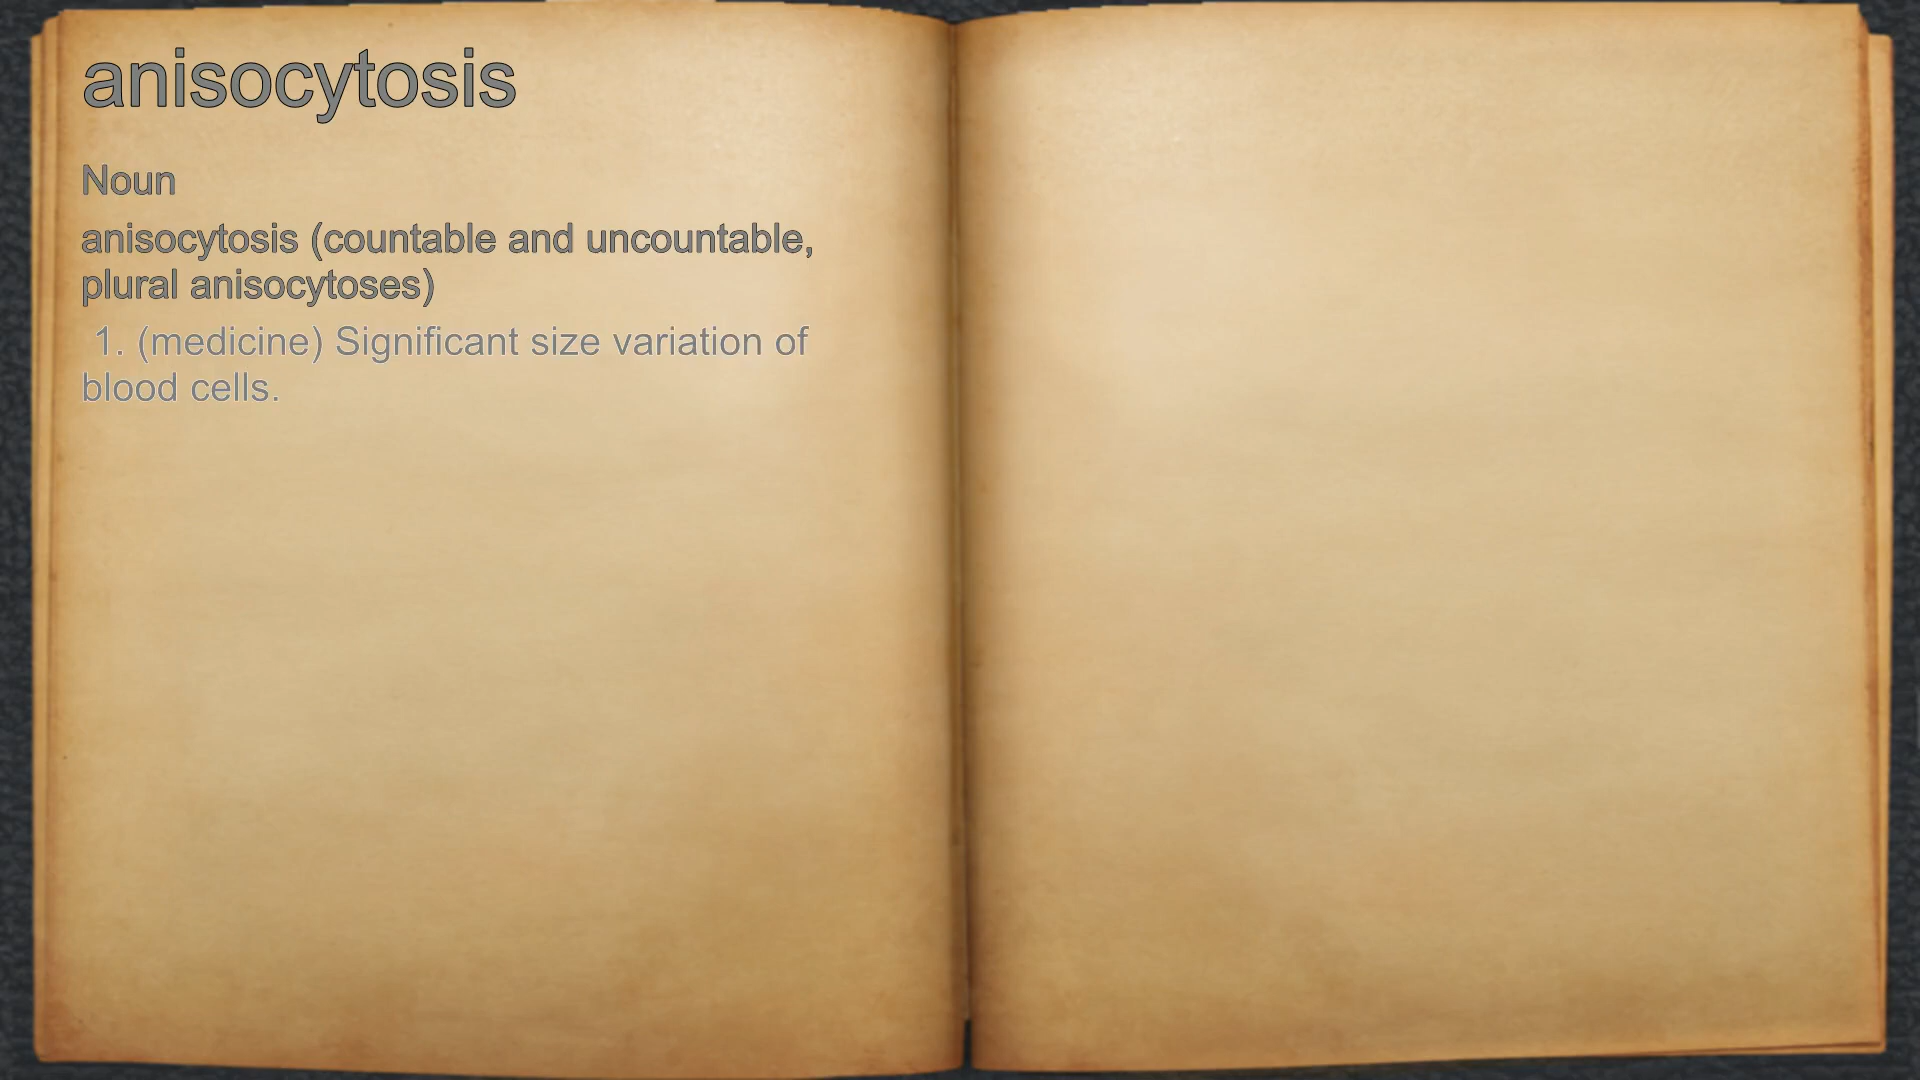 anisocytosis
Noun
anisocytosis (countable and uncountable,
plural anisocytoses)
1. (medicine) Significant size variation of
blood cells.